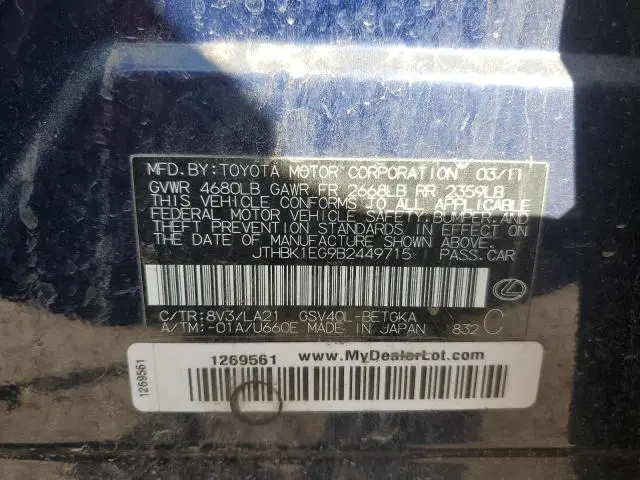 MFD. BY: TOYOTA MOTOR CORPORATION 03/11
GVWR 4680LB GAWR FR 2668LB RR 2359LB
THIS VEHICLE CONFORMS TO ALL APPLICABLE
FEDERAL MOTOR VEHICLE SAFETY, BUMPER, AND
THEFT PREVENTION STANDARDS IN EFFECT ON
THE DATE OF MANUFACTURE SHOWN ABOVE.
JTHBK1EG9B2449715 PASS.CAR
C/TR:8V3/LA21 GSV40L-BETGKA
A/TM:-01A/U660E MADE IN JAPAN 832 C
1269561 www.MyDealerLot.com
1269561